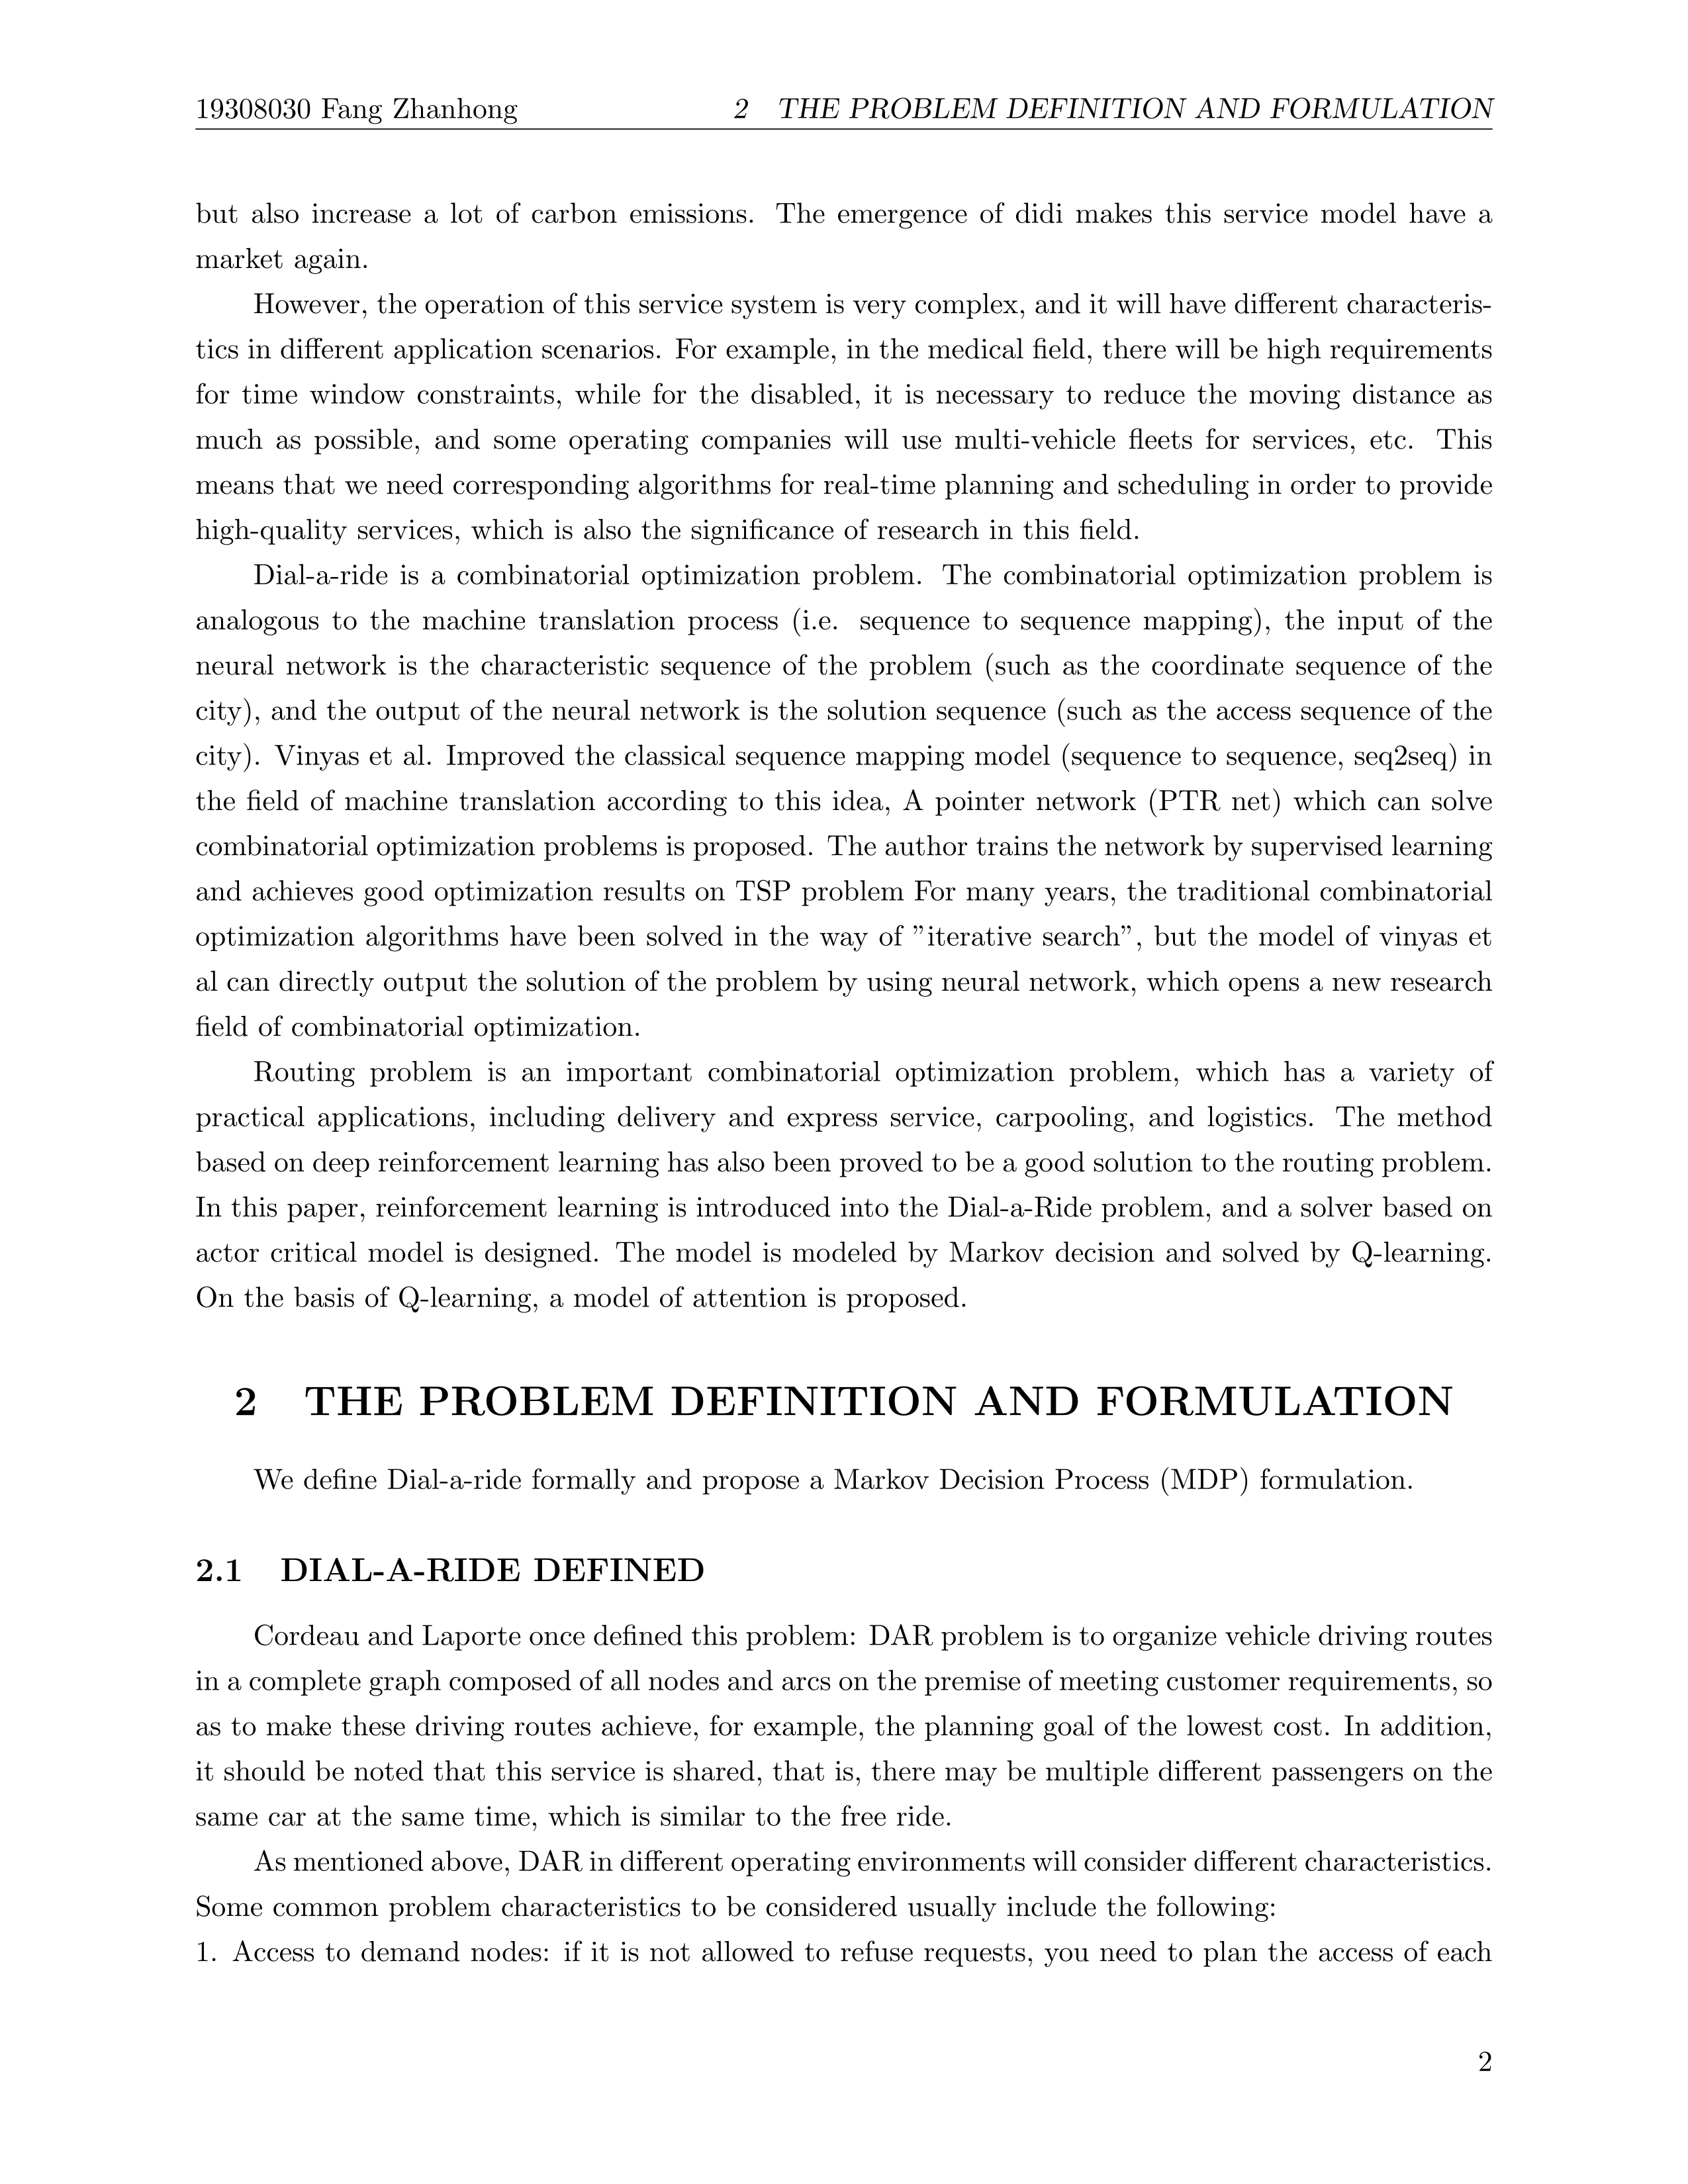 19308030 Fang Zhanhong 2 THE PROBLEM DEFINITION AND FORMULATION
but also increase a lot of carbon emissions. The emergence of didi makes this service model have a
market again.
However, the operation of this service system is very complex, and it will have different characteris-
tics in different application scenarios. For example, in the medical field, there will be high requirements
for time window constraints, while for the disabled, it is necessary to reduce the moving distance as
much as possible, and some operating companies will use multi-vehicle fleets for services, etc. This
means that we need corresponding algorithms for real-time planning and scheduling in order to provide
high-quality services, which is also the significance of research in this field.
Dial-a-ride is a combinatorial optimization problem. The combinatorial optimization problem is
analogous to the machine translation process (i.e. sequence to sequence mapping), the input of the
neural network is the characteristic sequence of the problem (such as the coordinate sequence of the
city), and the output of the neural network is the solution sequence (such as the access sequence of the
city). Vinyas et al. Improved the classical sequence mapping model (sequence to sequence, seq2seq) in
the field of machine translation according to this idea, A pointer network (PTR net) which can solve
combinatorial optimization problems is proposed. The author trains the network by supervised learning
and achieves good optimization results on TSP problem For many years, the traditional combinatorial
optimization algorithms have been solved in the way of ”iterative search”, but the model of vinyas et
al can directly output the solution of the problem by using neural network, which opens a new research
field of combinatorial optimization.
Routing problem is an important combinatorial optimization problem, which has a variety of
practical applications, including delivery and express service, carpooling, and logistics. The method
based on deep reinforcement learning has also been proved to be a good solution to the routing problem.
In this paper, reinforcement learning is introduced into the Dial-a-Ride problem, and a solver based on
actor critical model is designed. The model is modeled by Markov decision and solved by Q-learning.
On the basis of Q-learning, a model of attention is proposed.
2 THE PROBLEM DEFINITION AND FORMULATION
We define Dial-a-ride formally and propose a Markov Decision Process (MDP) formulation.
2.1 DIAL-A-RIDE DEFINED
Cordeau and Laporte once defined this problem: DAR problem is to organize vehicle driving routes
in a complete graph composed of all nodes and arcs on the premise of meeting customer requirements, so
as to make these driving routes achieve, for example, the planning goal of the lowest cost. In addition,
it should be noted that this service is shared, that is, there may be multiple different passengers on the
same car at the same time, which is similar to the free ride.
As mentioned above, DAR in different operating environments will consider different characteristics.
Some common problem characteristics to be considered usually include the following:
1. Access to demand nodes: if it is not allowed to refuse requests, you need to plan the access of each
2